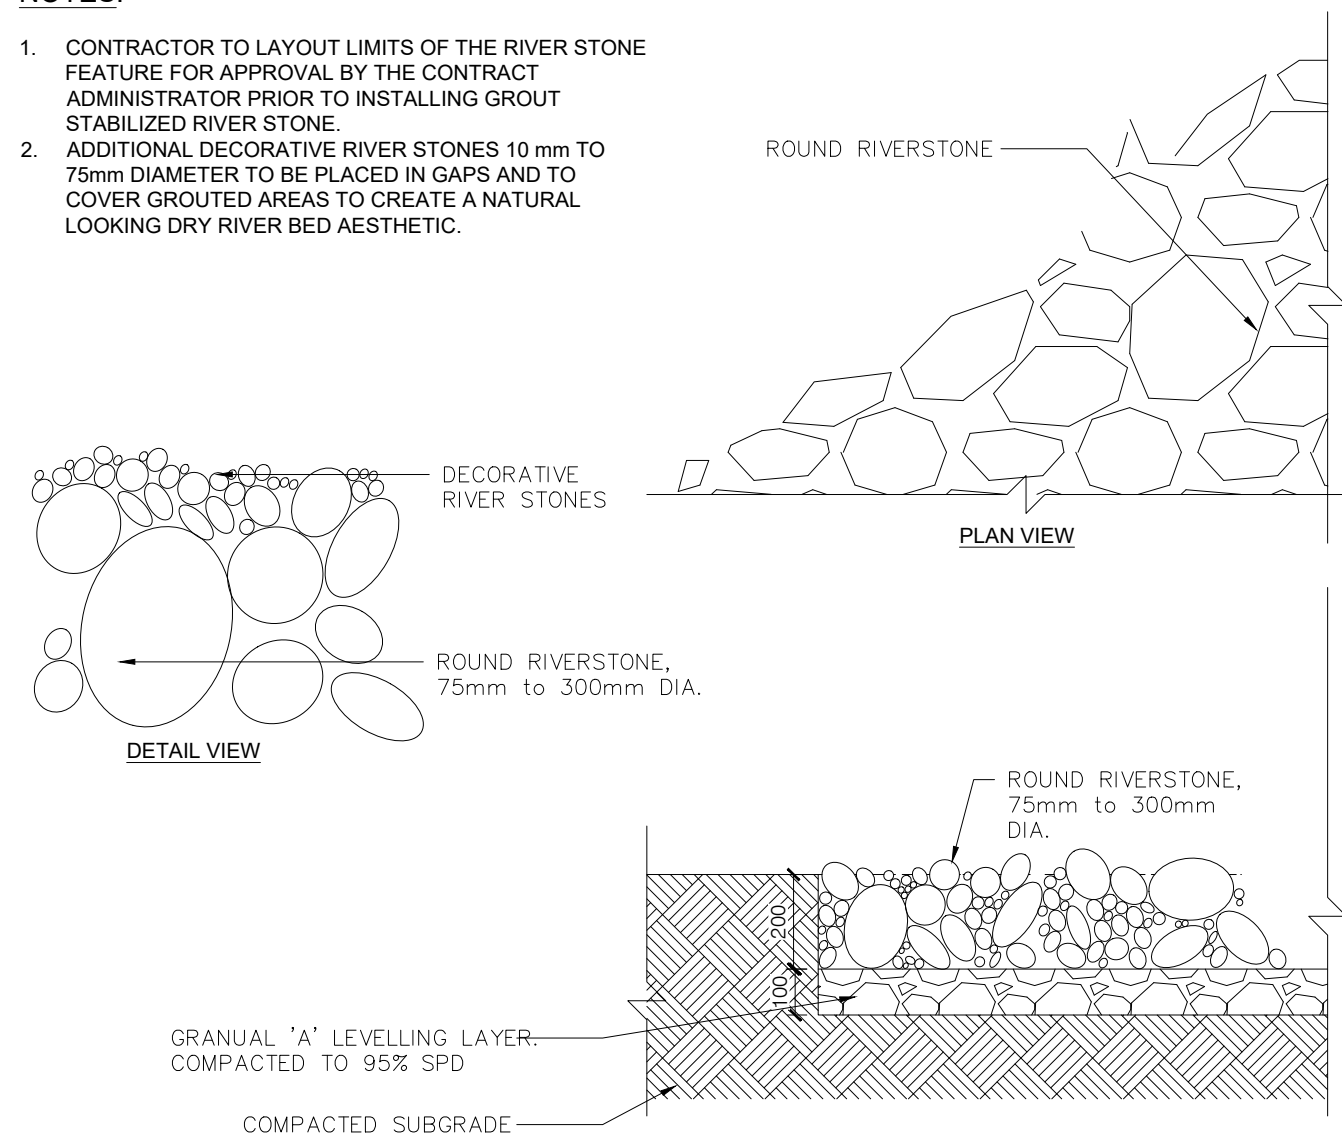 NOTES:
1. CONTRACTOR TO LAYOUT LIMITS OF THE RIVER STONE
FEATURE FOR APPROVAL BY THE CONTRACT
ADMINISTRATOR PRIOR TO INSTALLING GROUT
STABILIZED RIVER STONE.
2. ADDITIONAL DECORATIVE RIVER STONES 10 mm TO
75mm DIAMETER TO BE PLACED IN GAPS AND TO
COVER GROUTED AREAS TO CREATE A NATURAL
LOOKING DRY RIVER BED AESTHETIC.
ROUND RIVERSTONE
PLAN VIEW
DECORATIVE
RIVER STONES
ROUND RIVERSTONE,
75mm to 300mm DIA.
DETAIL VIEW
ROUND RIVERSTONE,
75mm to 300mm
DIA.
200
100
GRANUAL 'A' LEVELLING LAYER.
COMPACTED TO 95% SPD
COMPACTED SUBGRADE